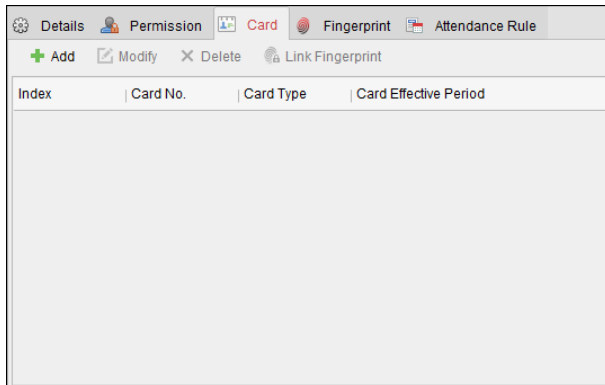 Details Permission Card Fingerprint Attendance Rule
Add Modify Delete Link Fingerprint
Index Card No. Card Type Card Effective Period